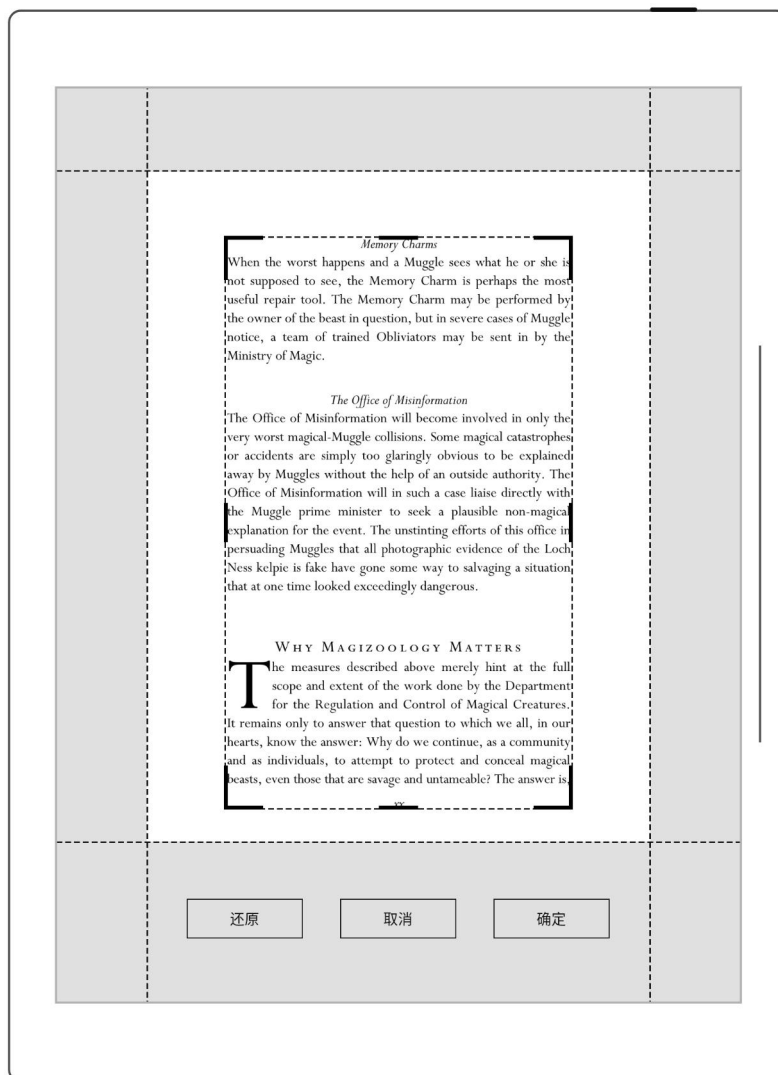 Memory Charms
When the worst happens and a Muggle sees what he or she is
not supposed to see, the Memory Charm is perhaps the most
useful repair tool. The Memory Charm may be performed by
the owner of the beast in question, but in severe cases of Muggle
notice, a team of trained Obliviators may be sent in by the
Ministry of Magic.
The Office of Misinformation
The Office of Misinformation will become involved in only the
very worst magical-Muggle collisions. Some magical catastrophes
or accidents are simply too glaringly obvious to be explained
away by Muggles without the help of an outside authority. The
Office of Misinformation will in such a case liaise directly with
the Muggle prime minister to seek a plausible non-magical
explanation for the event. The unstinting efforts of this office in
persuading Muggles that all photographic evidence of the Loch
Ness kelpie is fake have gone some way to salvaging a situation
that at one time looked exceedingly dangerous.
Why Magizoology Matters
The measures described above merely hint at the full
scope and extent of the work done by the Department
for the Regulation and Control of Magical Creatures.
It remains only to answer that question to which we all, in our
hearts, know the answer: Why do we continue, as a community
and as individuals, to attempt to protect and conceal magical
beasts, even those that are savage and untameable? The answer is,
xx
还原 取消 确定